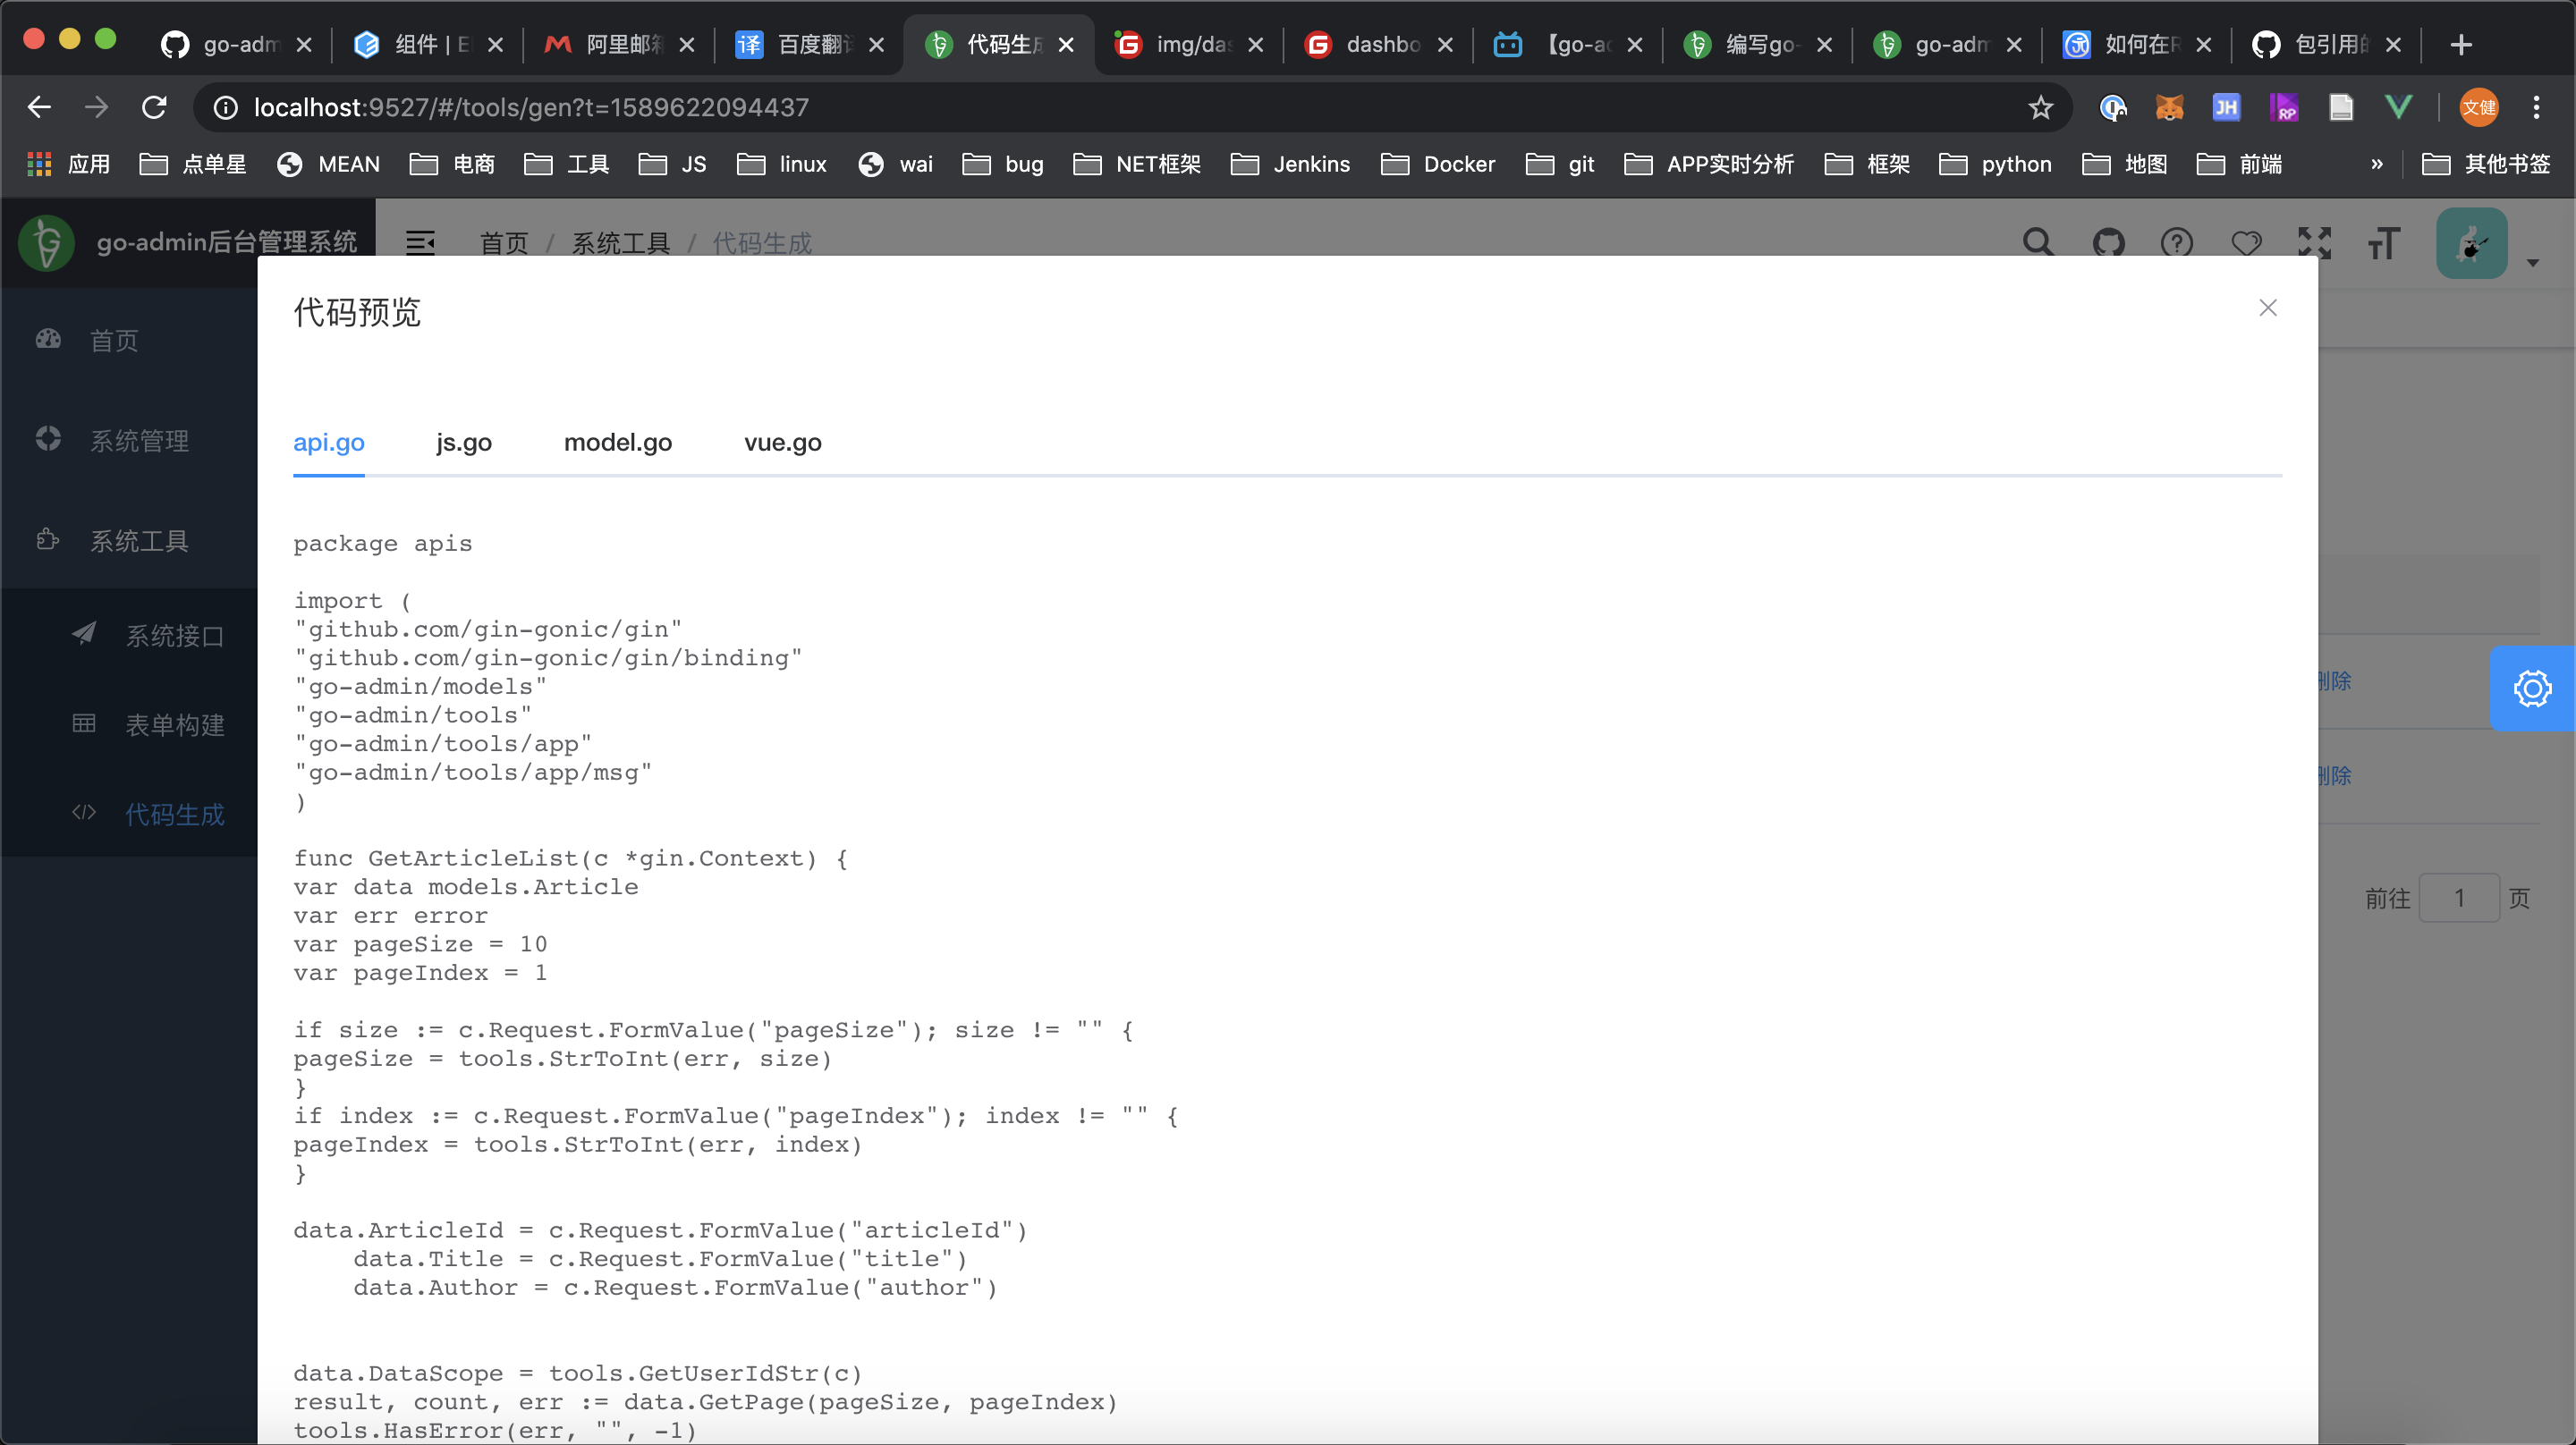 go-adm
组件 | E
阿里邮箱
百度翻译
代码生成
img/das
dashbo
【go-ad
编写go-
go-adm
如何在R
包引用的
localhost:9527/#/tools/gen?t=1589622094437
JH
RP
文健
应用
点单星
MEAN
电商
工具
JS
linux
wai
bug
NET框架
Jenkins
Docker
git
APP实时分析
框架
python
地图
前端
»
其他书签
go-admin后台管理系统
首页 / 系统工具 / 代码生成
首页
系统管理
系统工具
系统接口
表单构建
代码生成
代码预览
api.go
js.go
model.go
vue.go
package apis
import (
"github.com/gin-gonic/gin"
"github.com/gin-gonic/gin/binding"
"go-admin/models"
"go-admin/tools"
"go-admin/tools/app"
"go-admin/tools/app/msg"
)
func GetArticleList(c *gin.Context) {
var data models.Article
var err error
var pageSize = 10
var pageIndex = 1
if size := c.Request.FormValue("pageSize"); size != "" {
pageSize = tools.StrToInt(err, size)
}
if index := c.Request.FormValue("pageIndex"); index != "" {
pageIndex = tools.StrToInt(err, index)
}
data.ArticleId = c.Request.FormValue("articleId")
data.Title = c.Request.FormValue("title")
data.Author = c.Request.FormValue("author")
data.DataScope = tools.GetUserIdStr(c)
result, count, err := data.GetPage(pageSize, pageIndex)
tools.HasError(err, "", -1)
删除
删除
前往 1 页